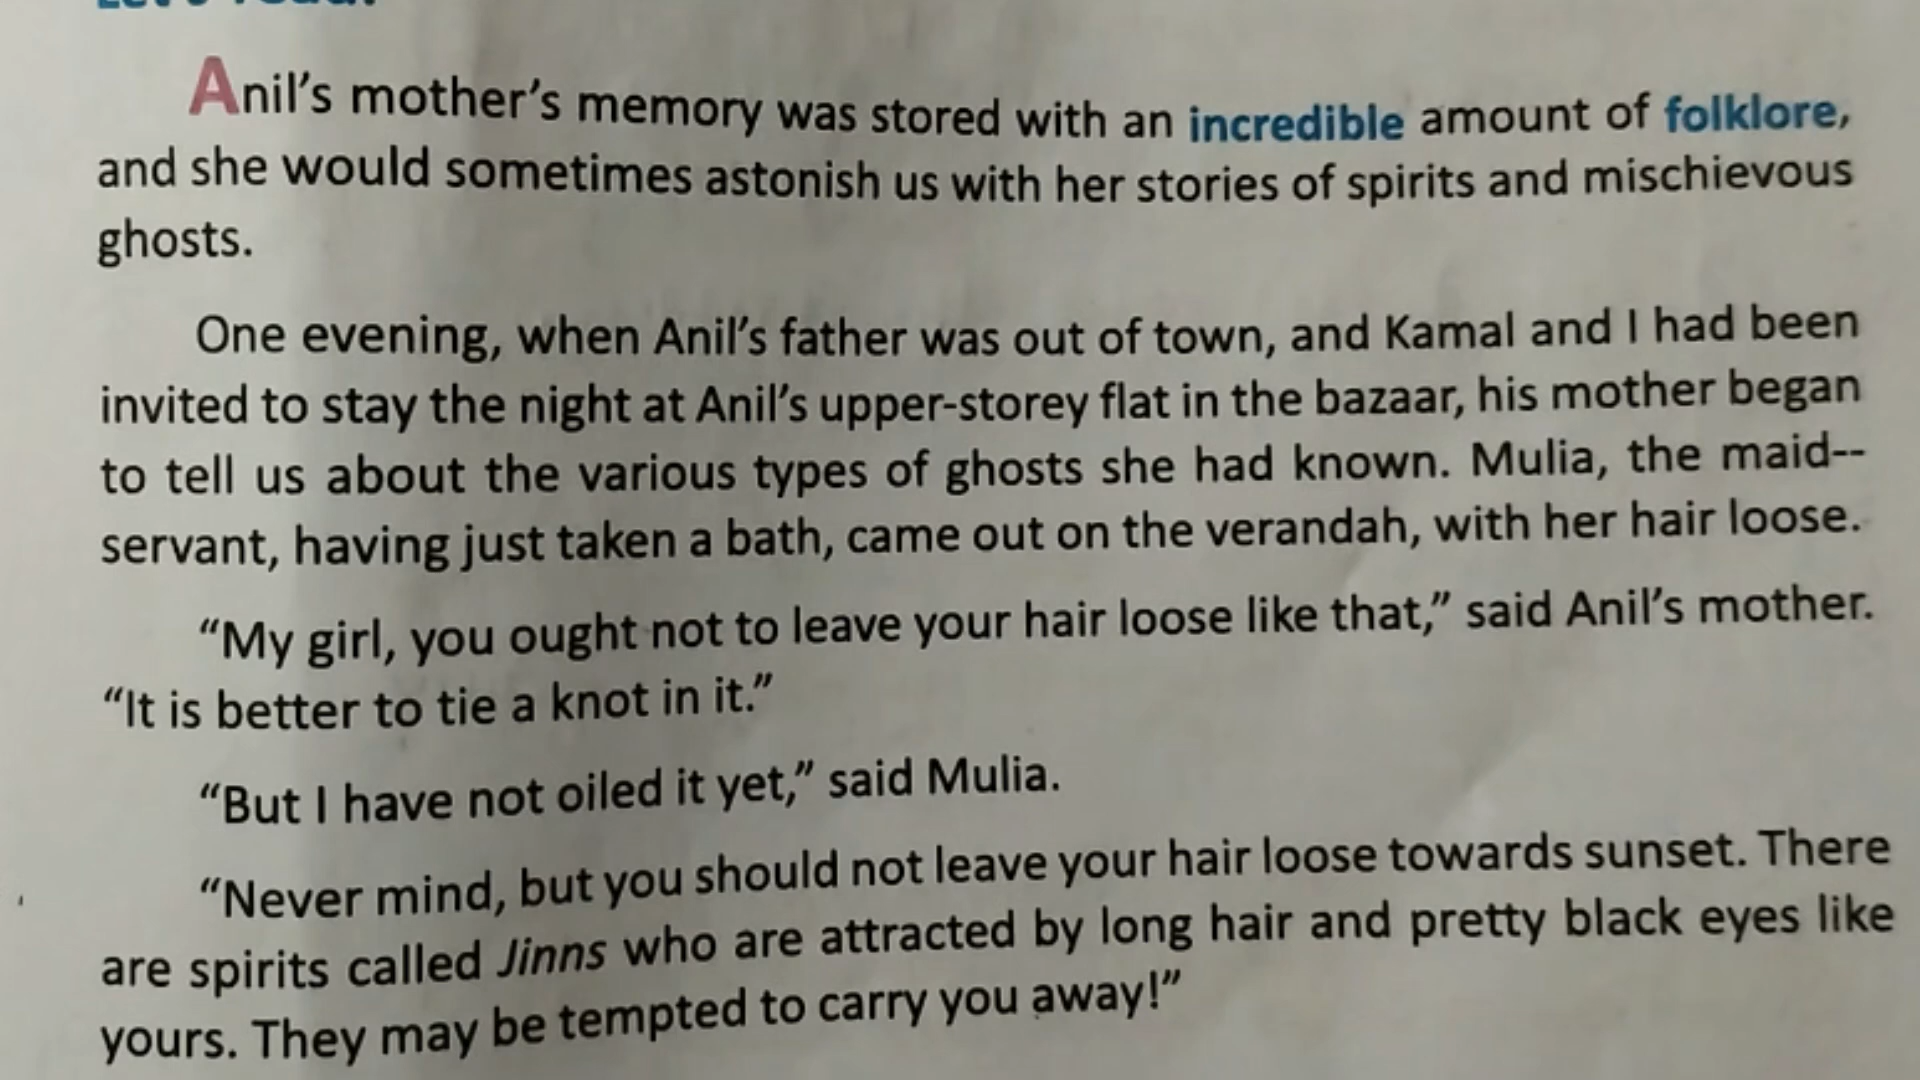 Let's read!
Anil's mother's memory was stored with an incredible amount of folklore,
and she would sometimes astonish us with her stories of spirits and mischievous
ghosts.
One evening, when Anil's father was out of town, and Kamal and I had been
invited to stay the night at Anil's upper-storey flat in the bazaar, his mother began
to tell us about the various types of ghosts she had known. Mulia, the maid--
servant, having just taken a bath, came out on the verandah, with her hair loose.
“My girl, you ought not to leave your hair loose like that,” said Anil's mother.
“It is better to tie a knot in it.”
“But I have not oiled it yet,” said Mulia.
“Never mind, but you should not leave your hair loose towards sunset. There
are spirits called Jinns who are attracted by long hair and pretty black eyes like
yours. They may be tempted to carry you away!”